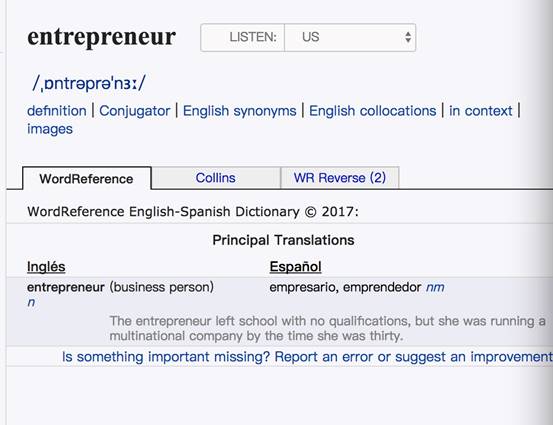 entrepreneur
LISTEN: US
/ˌɒntrəprəˈnɜː/
definition | Conjugator | English synonyms | English collocations | in context |
images
WordReference Collins WR Reverse (2)
WordReference English-Spanish Dictionary © 2017:
Principal Translations
Inglés Español
entrepreneur (business person) empresario, emprendedor nm
n
The entrepreneur left school with no qualifications, but she was running a
multinational company by the time she was thirty.
Is something important missing? Report an error or suggest an improvement